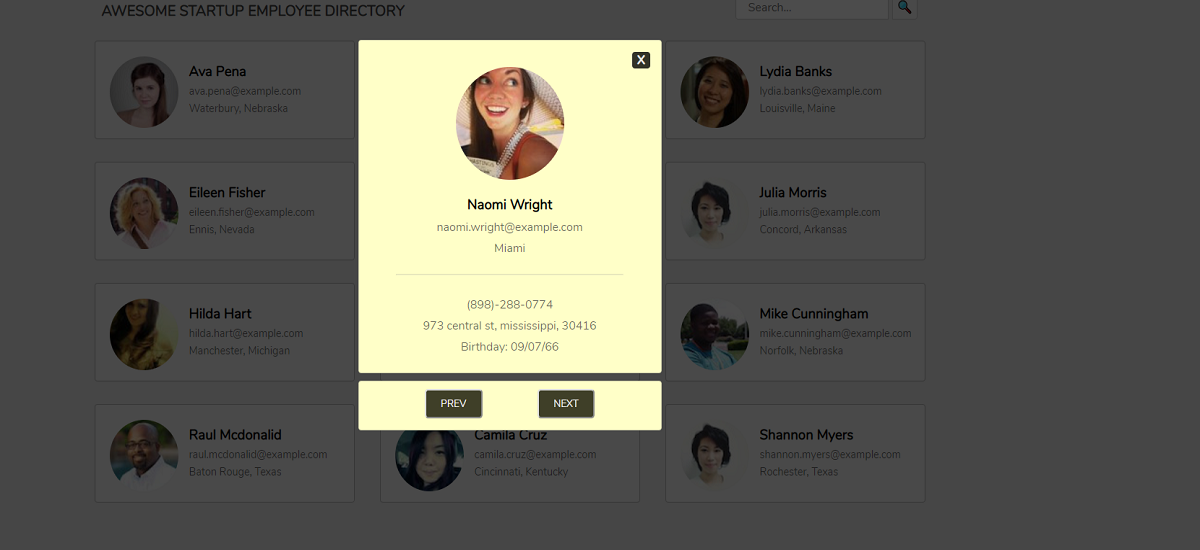 AWESOME STARTUP EMPLOYEE DIRECTORY
Search...
X
Ava Pena
ava.pena@example.com
Waterbury, Nebraska
Naomi Wright
naomi.wright@example.com
Miami
(898)-288-0774
973 central st, mississippi, 30416
Birthday: 09/07/66
PREV
NEXT
Lydia Banks
lydia.banks@example.com
Louisville, Maine
Eileen Fisher
eileen.fisher@example.com
Ennis, Nevada
Julia Morris
julia.morris@example.com
Concord, Arkansas
Hilda Hart
hilda.hart@example.com
Manchester, Michigan
Mike Cunningham
mike.cunningham@example.com
Norfolk, Nebraska
Raul Mcdonalid
raul.mcdonalid@example.com
Baton Rouge, Texas
Camila Cruz
camila.cruz@example.com
Cincinnati, Kentucky
Shannon Myers
shannon.myers@example.com
Rochester, Texas